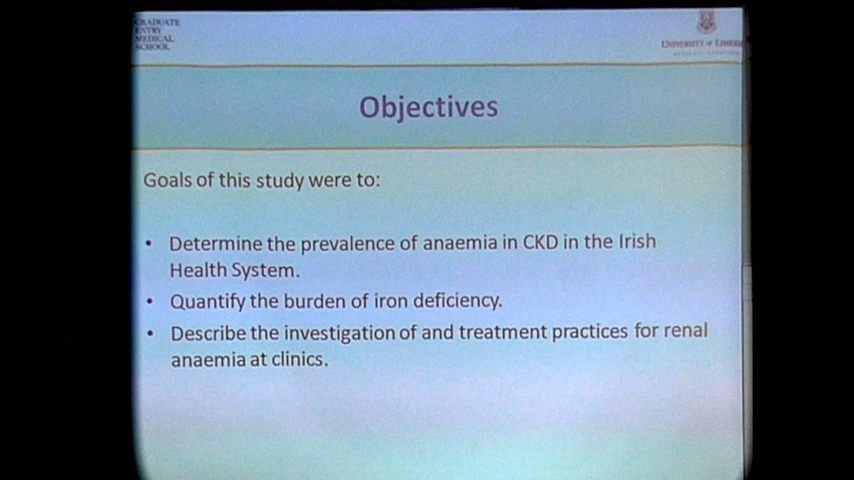 GRADUATE
ENTRY
MEDICAL
SCHOOL
UNIVERSITY of
Objectives
Goals of this study were to:
• Determine the prevalence of anaemia in CKD in the Irish
Health System.
• Quantify the burden of iron deficiency.
• Describe the investigation of and treatment practices for renal
anaemia at clinics.